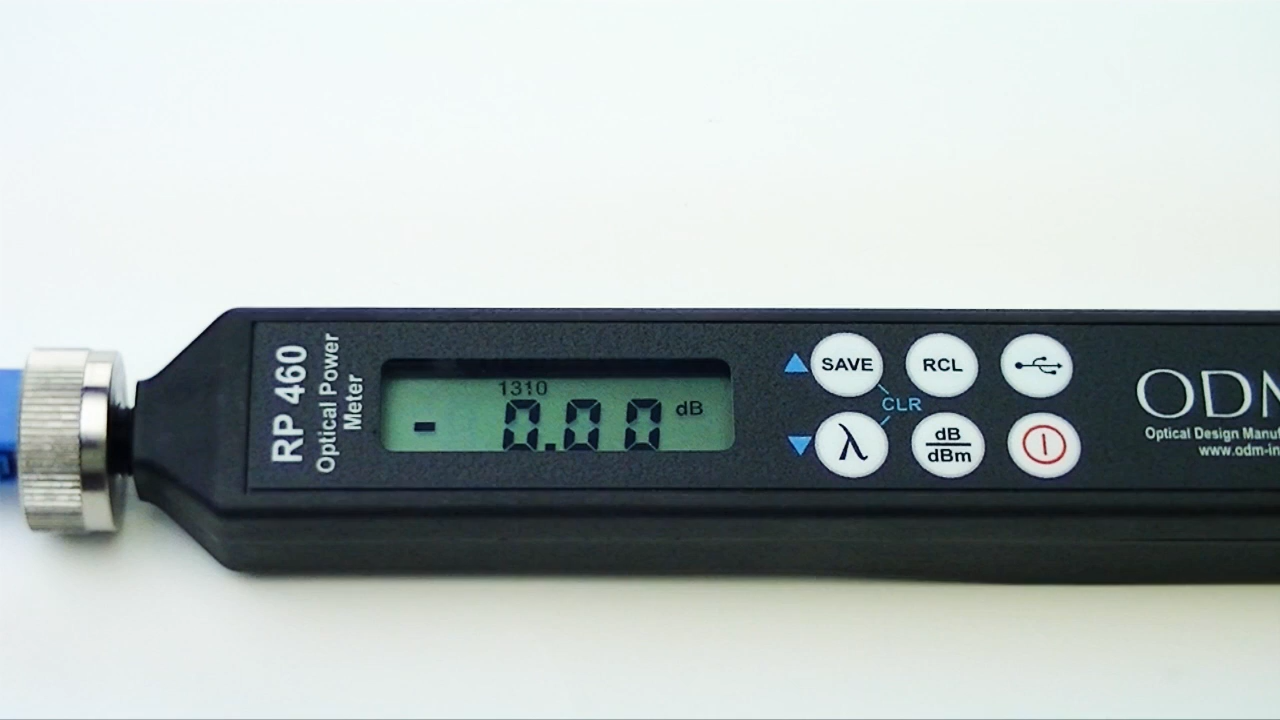 RP 460
Optical Power
Meter
1310
- 0.00 dB
SAVE
RCL
CLR
λ
dB
dBm
ODM
Optical Design
www.odm-in